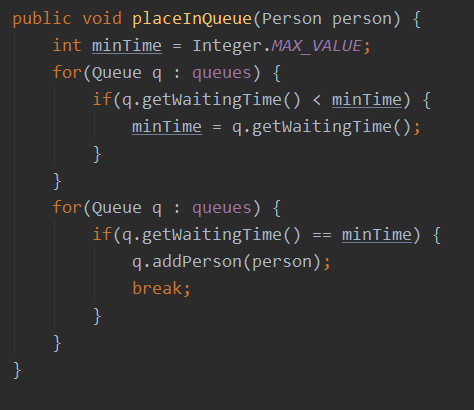 public void placeInQueue(Person person) {
    int minTime = Integer.MAX_VALUE;
    for(Queue q : queues) {
        if(q.getWaitingTime() < minTime) {
            minTime = q.getWaitingTime();
        }
    }
    for(Queue q : queues) {
        if(q.getWaitingTime() == minTime) {
            q.addPerson(person);
            break;
        }
    }
}